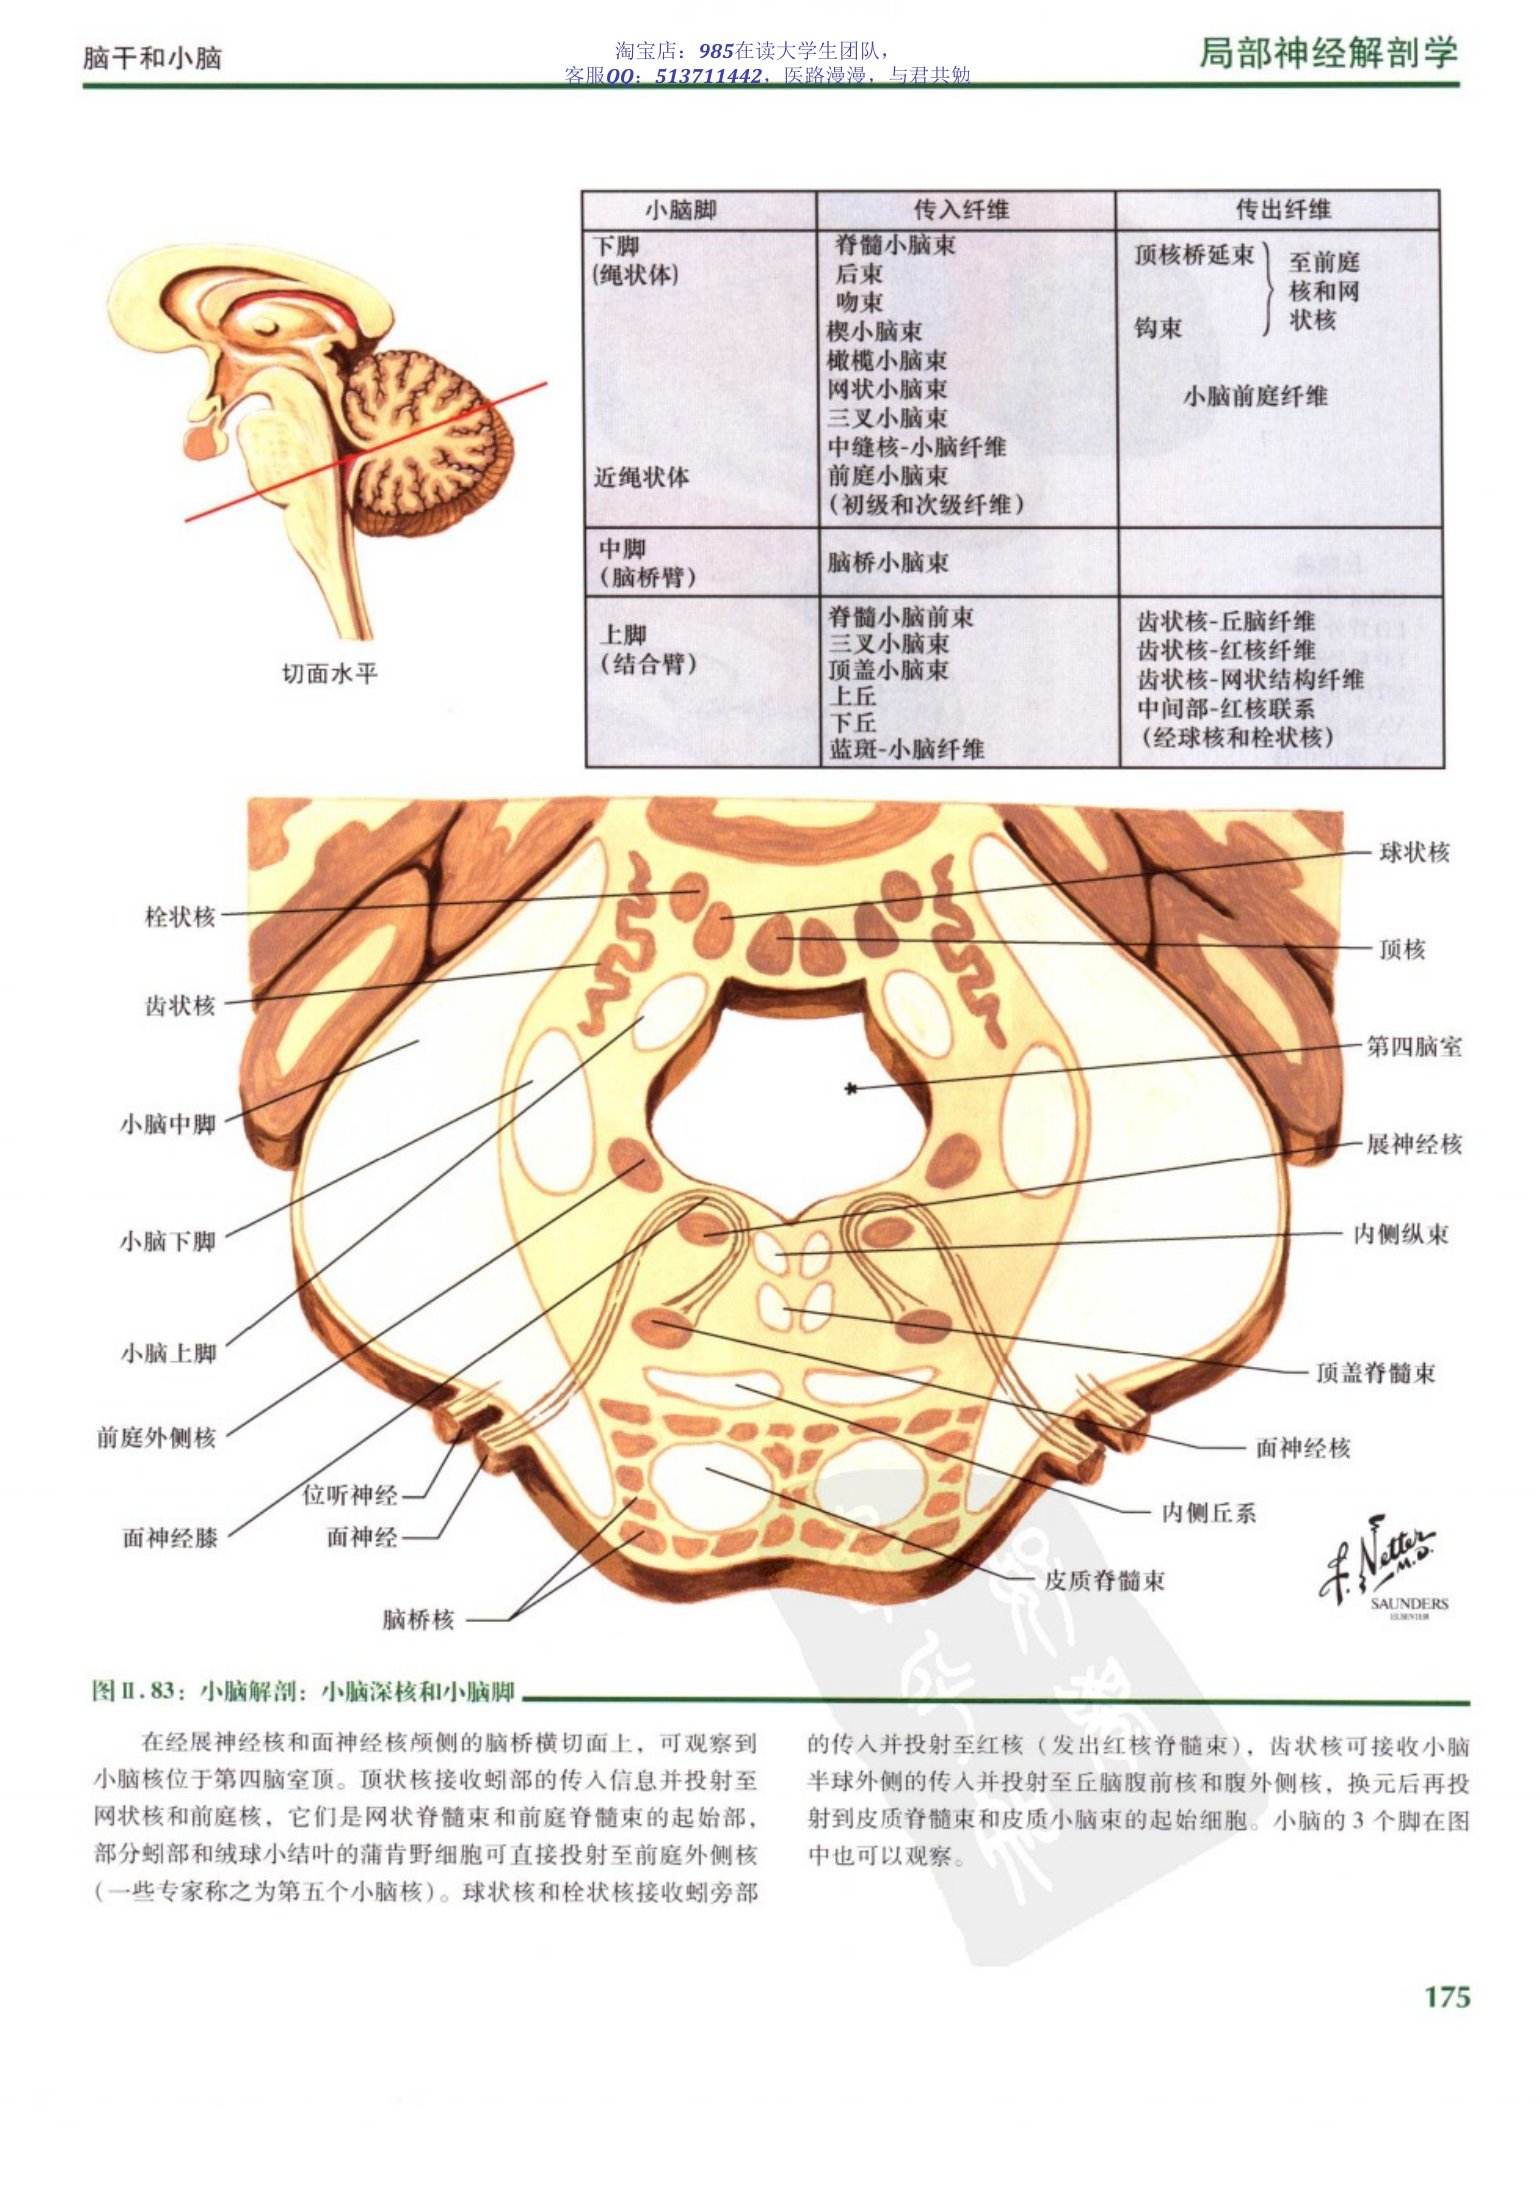 脑干和小脑
淘宝店：985在读大学生团队，
客服QQ：513711442，医路漫漫，与君共勉
局部神经解剖学
小脑脚
传入纤维
传出纤维
下脚
(绳状体)
近绳状体
脊髓小脑束
后束
吻束
楔小脑束
橄榄小脑束
网状小脑束
三叉小脑束
中缝核-小脑纤维
前庭小脑束
(初级和次级纤维)
顶核桥延束
钩束
至前庭
核和网
状核
小脑前庭纤维
中脚
(脑桥臂)
脑桥小脑束
上脚
(结合臂)
脊髓小脑前束
三叉小脑束
顶盖小脑束
上丘
下丘
蓝斑-小脑纤维
齿状核-丘脑纤维
齿状核-红核纤维
齿状核-网状结构纤维
中间部-红核联系
(经球核和栓状核)
切面水平
栓状核
齿状核
小脑中脚
小脑下脚
小脑上脚
前庭外侧核
位听神经
面神经膝
面神经
脑桥核
球状核
顶核
第四脑室
展神经核
内侧纵束
顶盖脊髓束
面神经核
内侧丘系
皮质脊髓束
F. Netter
M.D.
SAUNDERS
ELSEVIER
图Ⅱ.83：小脑解剖：小脑深核和小脑脚
在经展神经核和面神经核颅侧的脑桥横切面上，可观察到
小脑核位于第四脑室顶。顶状核接收蚓部的传入信息并投射至
网状核和前庭核，它们是网状脊髓束和前庭脊髓束的起始部，
部分蚓部和绒球小结叶的蒲肯野细胞可直接投射至前庭外侧核
(一些专家称之为第五个小脑核)。球状核和栓状核接收蚓旁部
的传入并投射至红核（发出红核脊髓束），齿状核可接收小脑
半球外侧的传入并投射至丘脑腹前核和腹外侧核，换元后再投
射到皮质脊髓束和皮质小脑束的起始细胞。小脑的 3 个脚在图
中也可以观察。
175